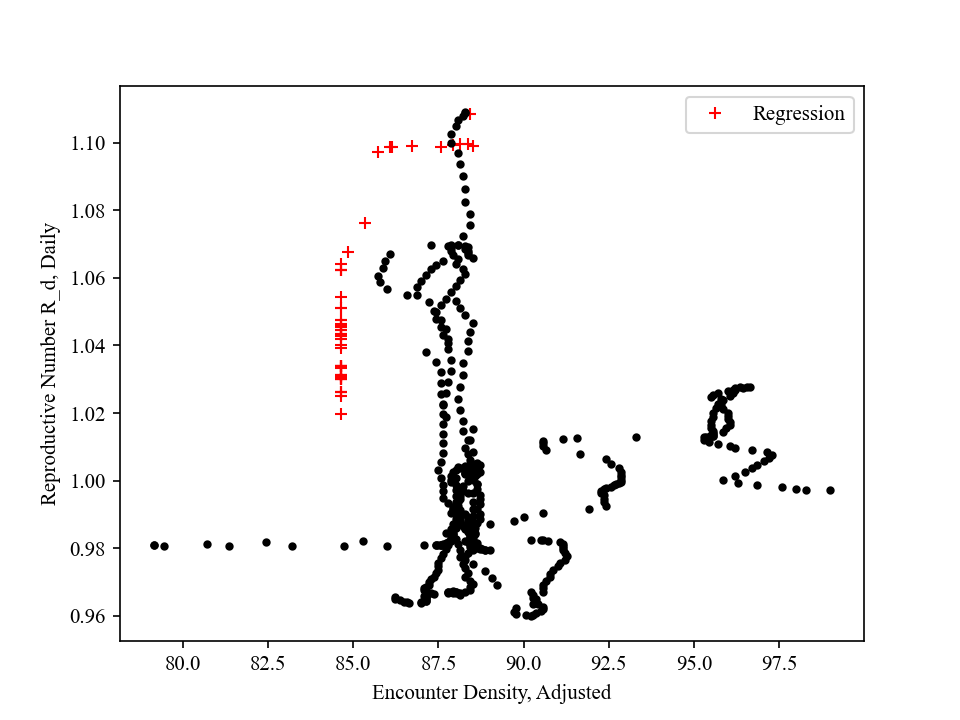 Regression
1.10
1.08
1.06
1.04
1.02
1.00
0.98
0.96
Reproductive Number R_d, Daily
80.0 82.5 85.0 87.5 90.0 92.5 95.0 97.5
Encounter Density, Adjusted